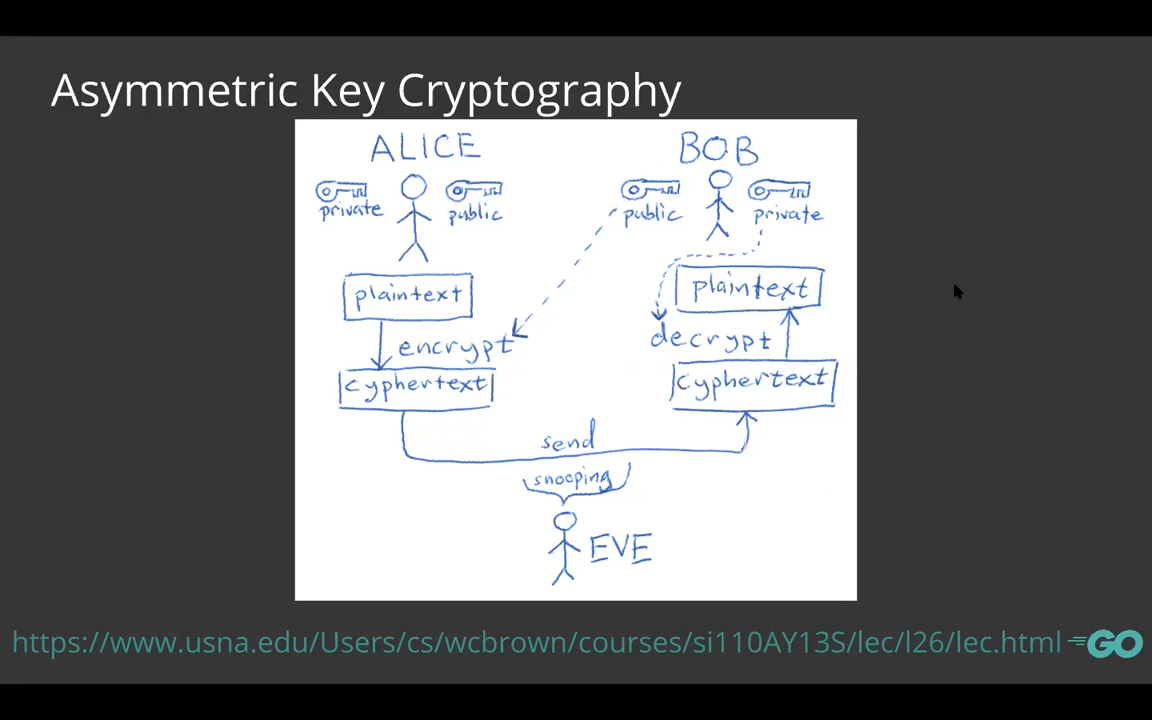 Asymmetric Key Cryptography
ALICE
BOB
private
public
public
private
plaintext
plaintext
encrypt
decrypt
cyphertext
cyphertext
send
snooping
EVE
https://www.usna.edu/Users/cs/wcbrown/courses/si110AY13S/lec/l26/lec.html
GO